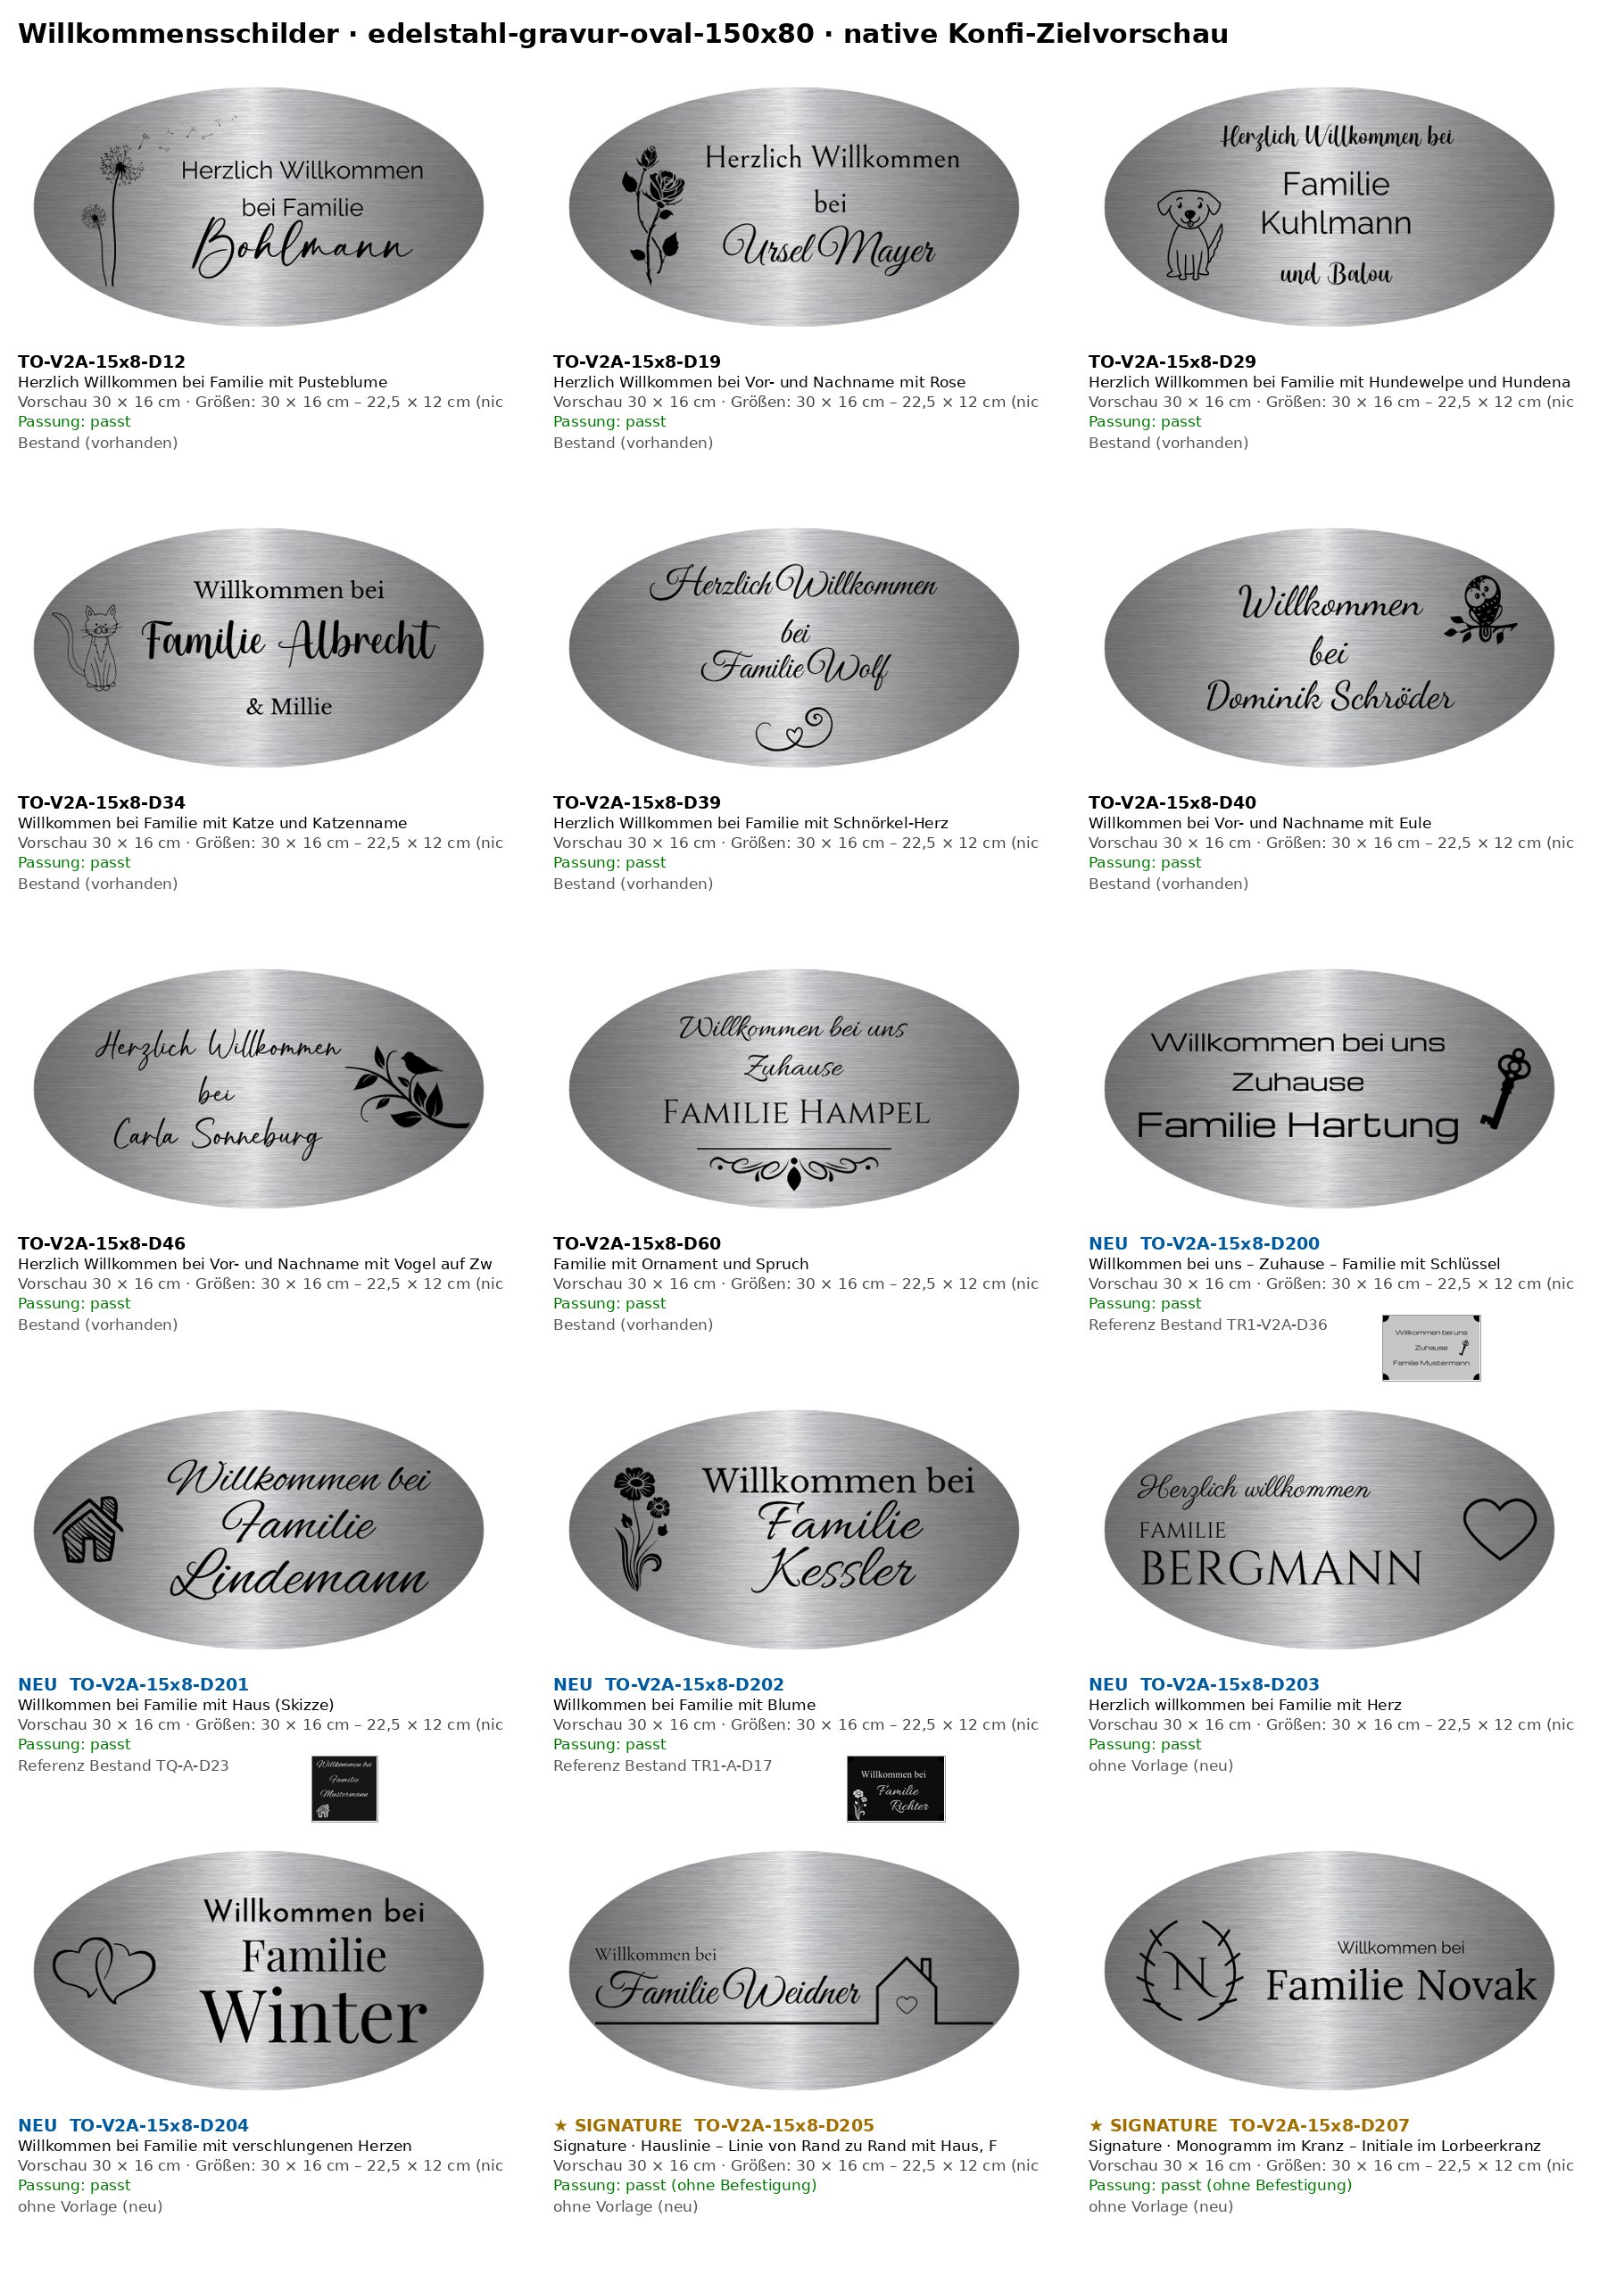 Willkommensschilder · edelstahl-gravur-oval-150x80 · native Konfi-Zielvorschau
Herzlich Willkommen
bei Familie
Bohlmann
TO-V2A-15x8-D12
Herzlich Willkommen bei Familie mit Pusteblume
Vorschau 30 × 16 cm · Größen: 30 × 16 cm – 22,5 × 12 cm (nic
Passung: passt
Bestand (vorhanden)
Herzlich Willkommen
bei
Ursel Mayer
TO-V2A-15x8-D19
Herzlich Willkommen bei Vor- und Nachname mit Rose
Vorschau 30 × 16 cm · Größen: 30 × 16 cm – 22,5 × 12 cm (nic
Passung: passt
Bestand (vorhanden)
Herzlich Willkommen bei
Familie
Kuhlmann
und Balou
TO-V2A-15x8-D29
Herzlich Willkommen bei Familie mit Hundewelpe und Hundena
Vorschau 30 × 16 cm · Größen: 30 × 16 cm – 22,5 × 12 cm (nic
Passung: passt
Bestand (vorhanden)
Willkommen bei
Familie Albrecht
& Millie
TO-V2A-15x8-D34
Willkommen bei Familie mit Katze und Katzenname
Vorschau 30 × 16 cm · Größen: 30 × 16 cm – 22,5 × 12 cm (nic
Passung: passt
Bestand (vorhanden)
Herzlich Willkommen
bei
Familie Wolf
TO-V2A-15x8-D39
Herzlich Willkommen bei Familie mit Schnörkel-Herz
Vorschau 30 × 16 cm · Größen: 30 × 16 cm – 22,5 × 12 cm (nic
Passung: passt
Bestand (vorhanden)
Willkommen
bei
Dominik Schröder
TO-V2A-15x8-D40
Willkommen bei Vor- und Nachname mit Eule
Vorschau 30 × 16 cm · Größen: 30 × 16 cm – 22,5 × 12 cm (nic
Passung: passt
Bestand (vorhanden)
Herzlich Willkommen
bei
Carla Sonneburg
TO-V2A-15x8-D46
Herzlich Willkommen bei Vor- und Nachname mit Vogel auf Zw
Vorschau 30 × 16 cm · Größen: 30 × 16 cm – 22,5 × 12 cm (nic
Passung: passt
Bestand (vorhanden)
Willkommen bei uns
Zuhause
FAMILIE HAMPEL
TO-V2A-15x8-D60
Familie mit Ornament und Spruch
Vorschau 30 × 16 cm · Größen: 30 × 16 cm – 22,5 × 12 cm (nic
Passung: passt
Bestand (vorhanden)
Willkommen bei uns
Zuhause
Familie Hartung
NEU TO-V2A-15x8-D200
Willkommen bei uns – Zuhause – Familie mit Schlüssel
Vorschau 30 × 16 cm · Größen: 30 × 16 cm – 22,5 × 12 cm (nic
Passung: passt
Referenz Bestand TR1-V2A-D36
Willkommen bei uns
Zuhause
Familie Mustermann
Willkommen bei
Familie
Lindemann
NEU TO-V2A-15x8-D201
Willkommen bei Familie mit Haus (Skizze)
Vorschau 30 × 16 cm · Größen: 30 × 16 cm – 22,5 × 12 cm (nic
Passung: passt
Referenz Bestand TQ-A-D23
Willkommen bei
Familie
Mustermann
Willkommen bei
Familie
Kessler
NEU TO-V2A-15x8-D202
Willkommen bei Familie mit Blume
Vorschau 30 × 16 cm · Größen: 30 × 16 cm – 22,5 × 12 cm (nic
Passung: passt
Referenz Bestand TR1-A-D17
Willkommen bei
Familie
Richter
Herzlich willkommen
FAMILIE
BERGMANN
NEU TO-V2A-15x8-D203
Herzlich willkommen bei Familie mit Herz
Vorschau 30 × 16 cm · Größen: 30 × 16 cm – 22,5 × 12 cm (nic
Passung: passt
ohne Vorlage (neu)
Willkommen bei
Familie
Winter
NEU TO-V2A-15x8-D204
Willkommen bei Familie mit verschlungenen Herzen
Vorschau 30 × 16 cm · Größen: 30 × 16 cm – 22,5 × 12 cm (nic
Passung: passt
ohne Vorlage (neu)
Willkommen bei
Familie Weidner
★ SIGNATURE TO-V2A-15x8-D205
Signature · Hauslinie – Linie von Rand zu Rand mit Haus, F
Vorschau 30 × 16 cm · Größen: 30 × 16 cm – 22,5 × 12 cm (nic
Passung: passt (ohne Befestigung)
ohne Vorlage (neu)
N
Willkommen bei
Familie Novak
★ SIGNATURE TO-V2A-15x8-D207
Signature · Monogramm im Kranz – Initiale im Lorbeerkranz
Vorschau 30 × 16 cm · Größen: 30 × 16 cm – 22,5 × 12 cm (nic
Passung: passt (ohne Befestigung)
ohne Vorlage (neu)